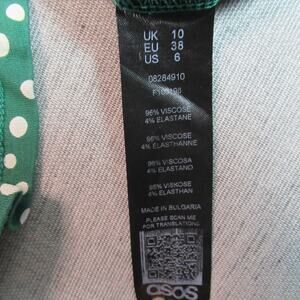 UK 10
EU 38
US 6
08284910
96% VISCOSE
4% ELASTANE
96% VISCOSE
4% ELASTHANNE
96% VISCOSA
4% ELASTANO
96% VISKOSE
4% ELASTHAN
MADE IN BULGARIA
PLEASE SCAN ME
FOR TRANSLATIONS
asos